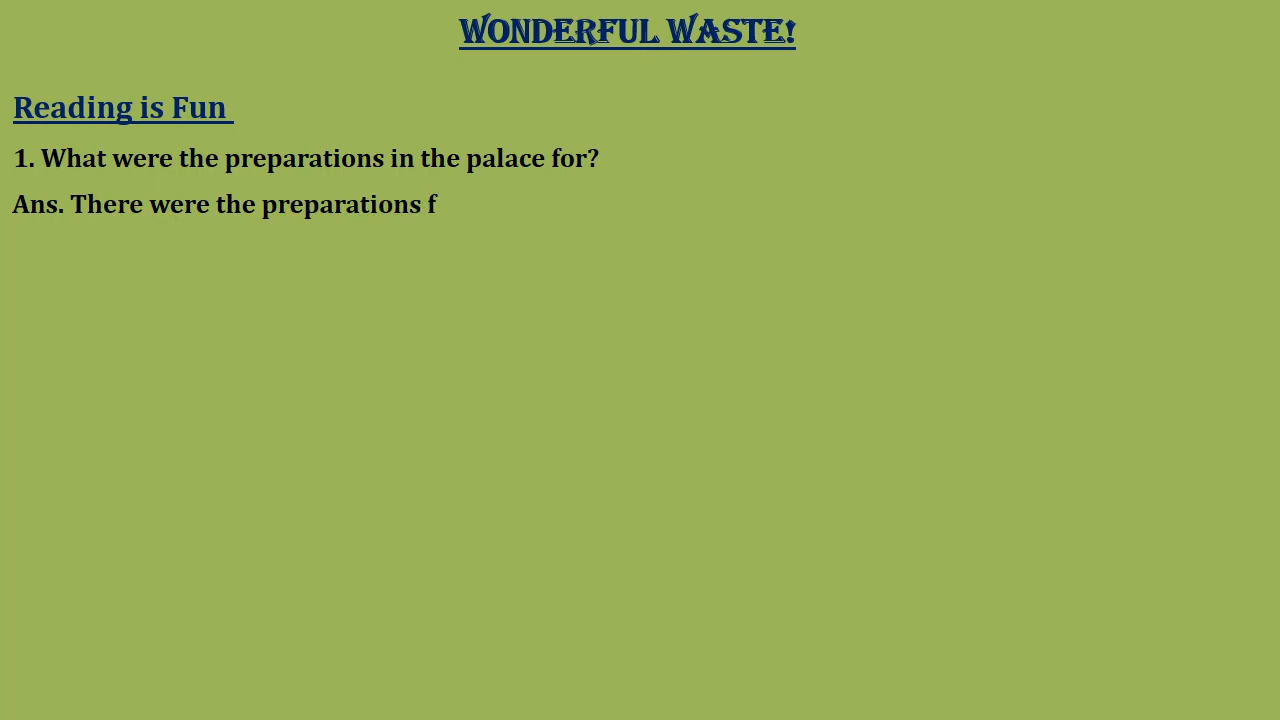 WONDERFUL WASTE!
Reading is Fun
1. What were the preparations in the palace for?
Ans. There were the preparations f